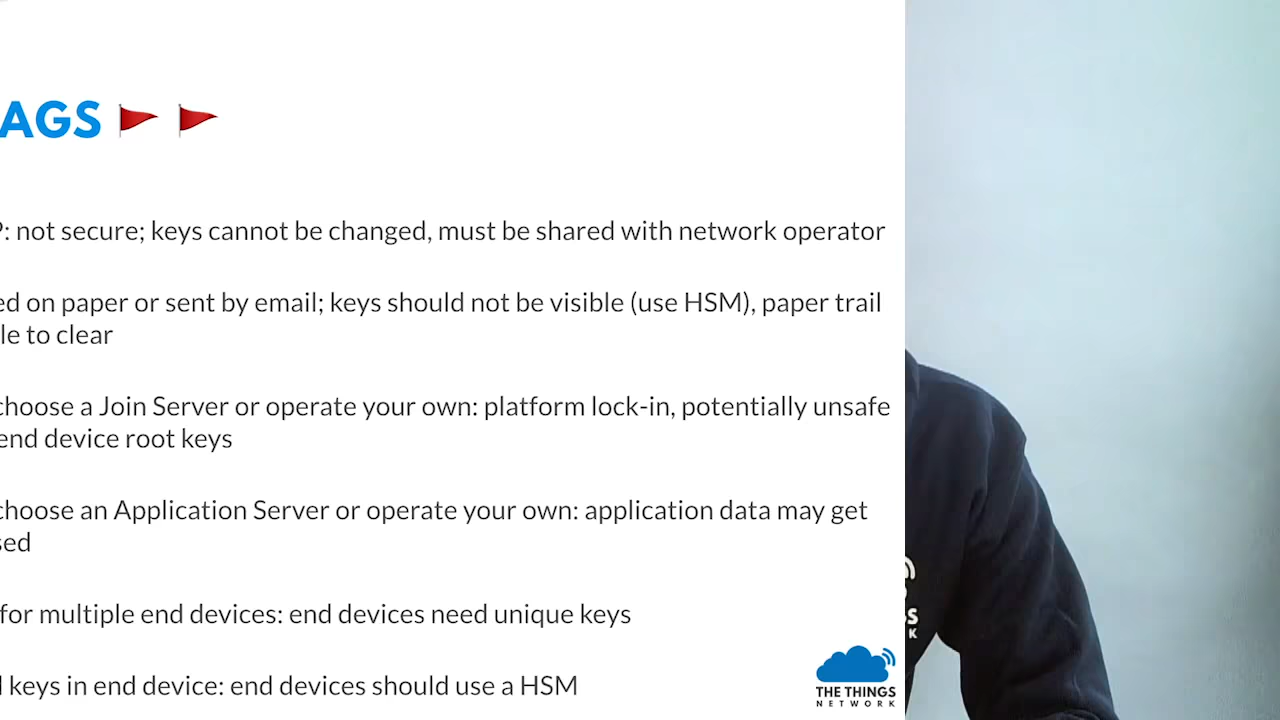 AGS
: not secure; keys cannot be changed, must be shared with network operator
ed on paper or sent by email; keys should not be visible (use HSM), paper trail
le to clear
choose a Join Server or operate your own: platform lock-in, potentially unsafe
end device root keys
choose an Application Server or operate your own: application data may get
sed
for multiple end devices: end devices need unique keys
keys in end device: end devices should use a HSM
THE THINGS
NETWORK